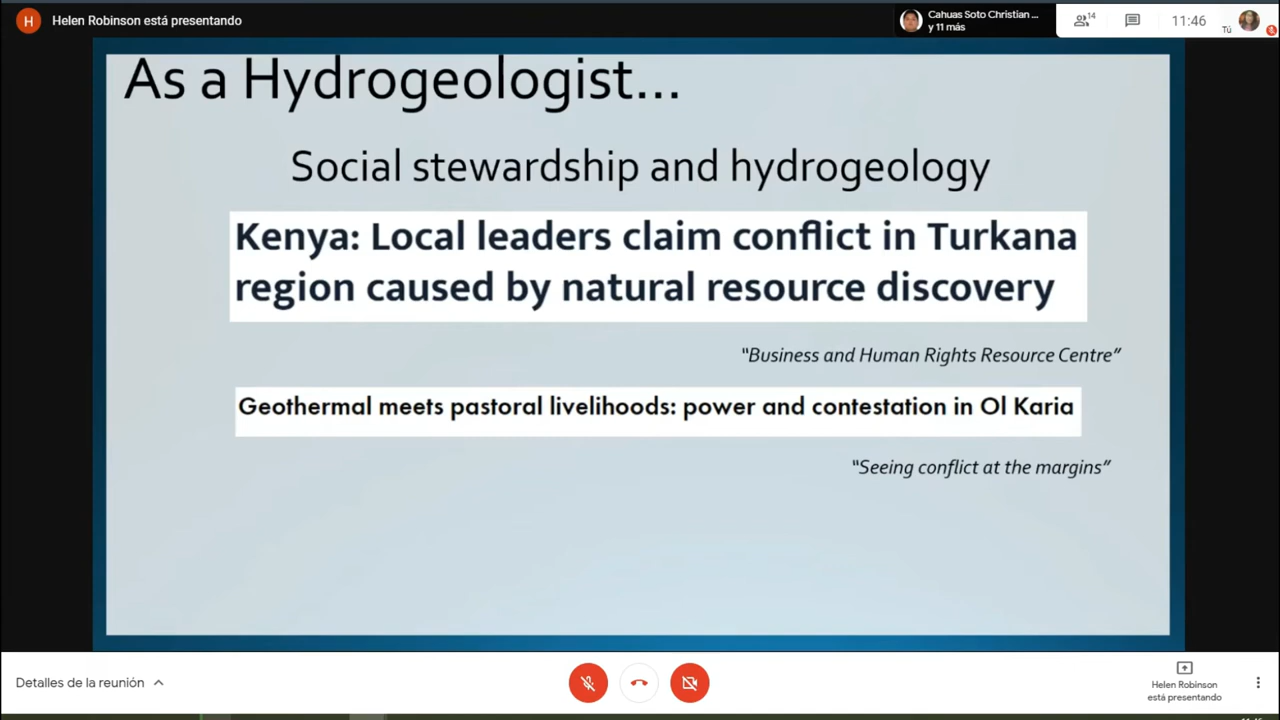 H
Helen Robinson está presentando
Cahuas Soto Christian ...
y 11 más
14
11:46
Tú
As a Hydrogeologist...
Social stewardship and hydrogeology
Kenya: Local leaders claim conflict in Turkana
region caused by natural resource discovery
"Business and Human Rights Resource Centre"
Geothermal meets pastoral livelihoods: power and contestation in Ol Karia
"Seeing conflict at the margins"
Detalles de la reunión
Helen Robinson
está presentando